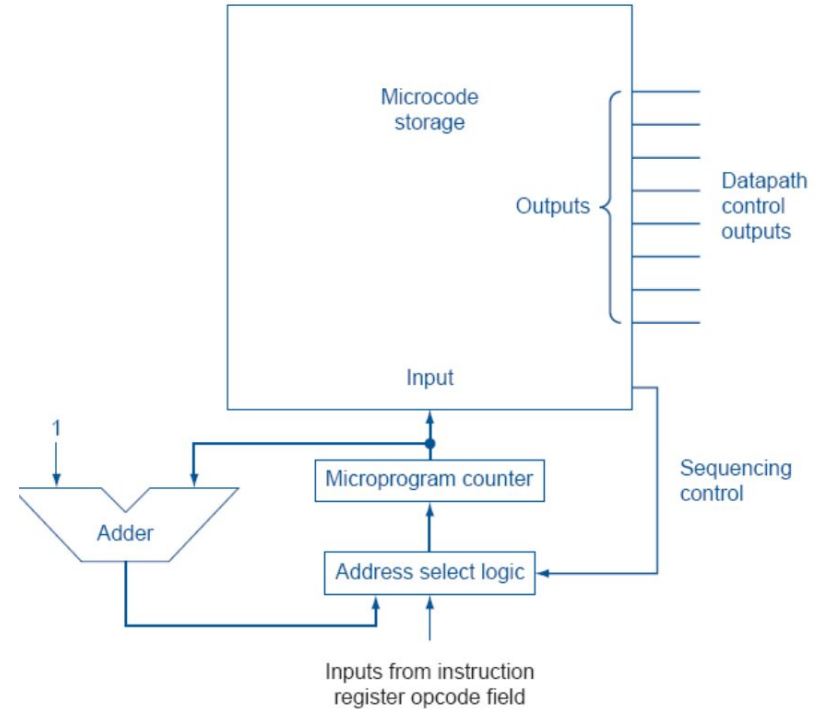 Microcode
storage
Outputs
Datapath
control
outputs
Input
1
Microprogram counter
Sequencing
control
Adder
Address select logic
Inputs from instruction
register opcode field